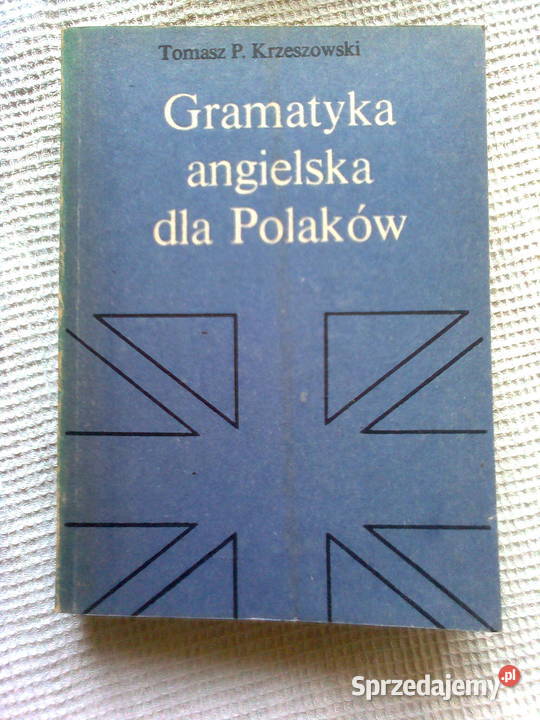 Tomasz P. Krzeszowski
Gramatyka
angielska
dla Polaków
Sprzedajemy.pl